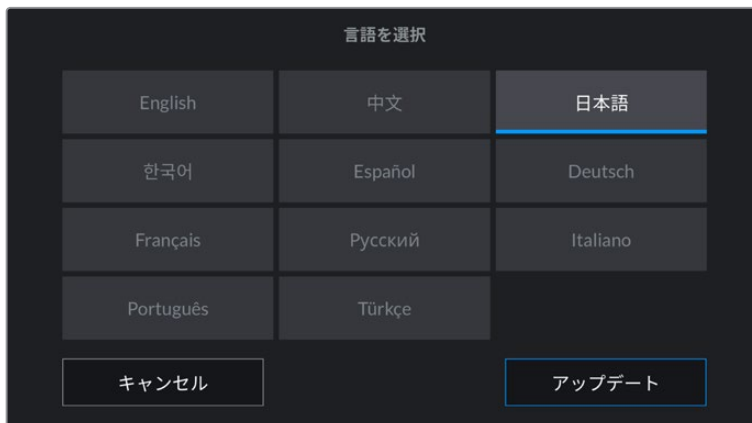 言語を選択
English
中文
日本語
한국어
Español
Deutsch
Français
Русский
Italiano
Português
Türkçe
キャンセル
アップデート